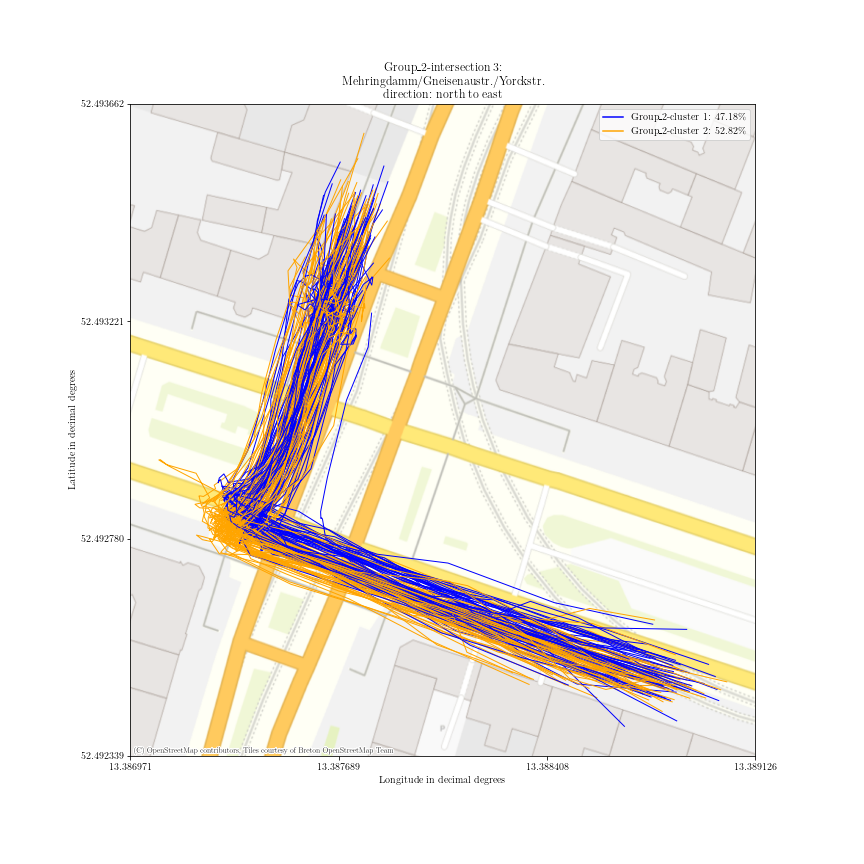 Group_2-intersection 3:
Mehringdamm/Gneisenaustr./Yorckstr.
direction: north to east
Group_2-cluster 1: 47.18%
Group_2-cluster 2: 52.82%
52.493662
52.493221
52.492780
52.492339
Latitude in decimal degrees
(C) OpenStreetMap contributors, Tiles courtesy of Breton OpenStreetMap Team
13.386971
13.387689
13.388408
13.389126
Longitude in decimal degrees